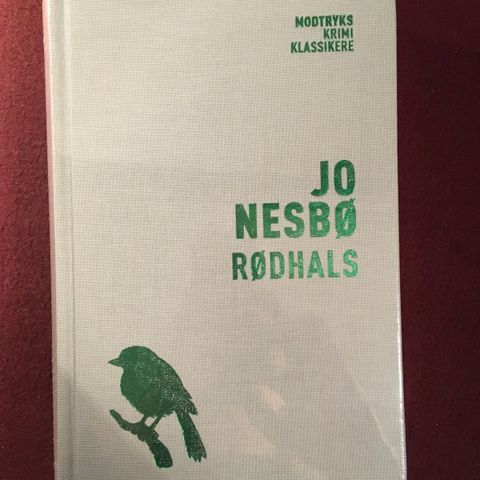 MODTRYKS
KRIMI
KLASSIKERE
JO
NESBØ
RØDHALS